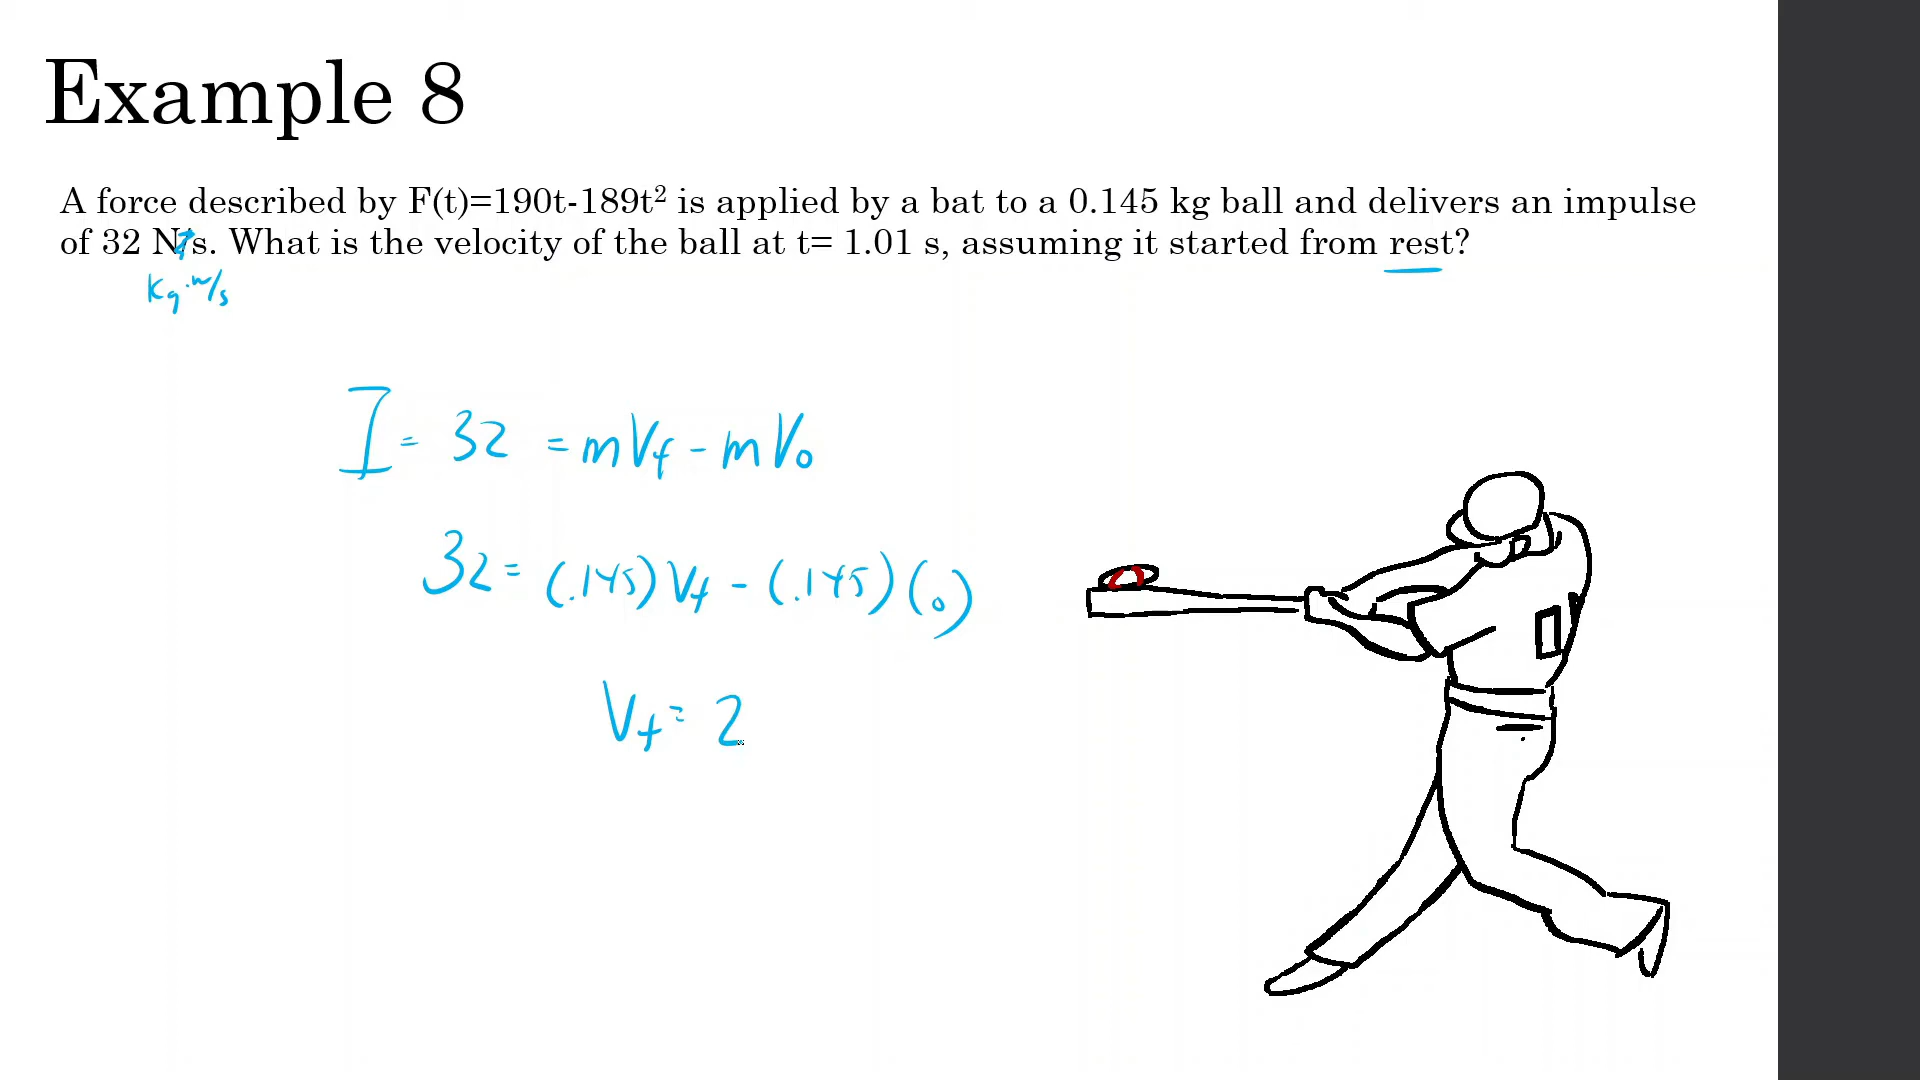 Example 8
A force described by F(t)=190t-189t² is applied by a bat to a 0.145 kg ball and delivers an impulse
of 32 N/s. What is the velocity of the ball at t= 1.01 s, assuming it started from rest?
kg·m/s
I = 32 = mVf - mVo
32 = (.145)Vf - (.145)(0)
Vf = 2